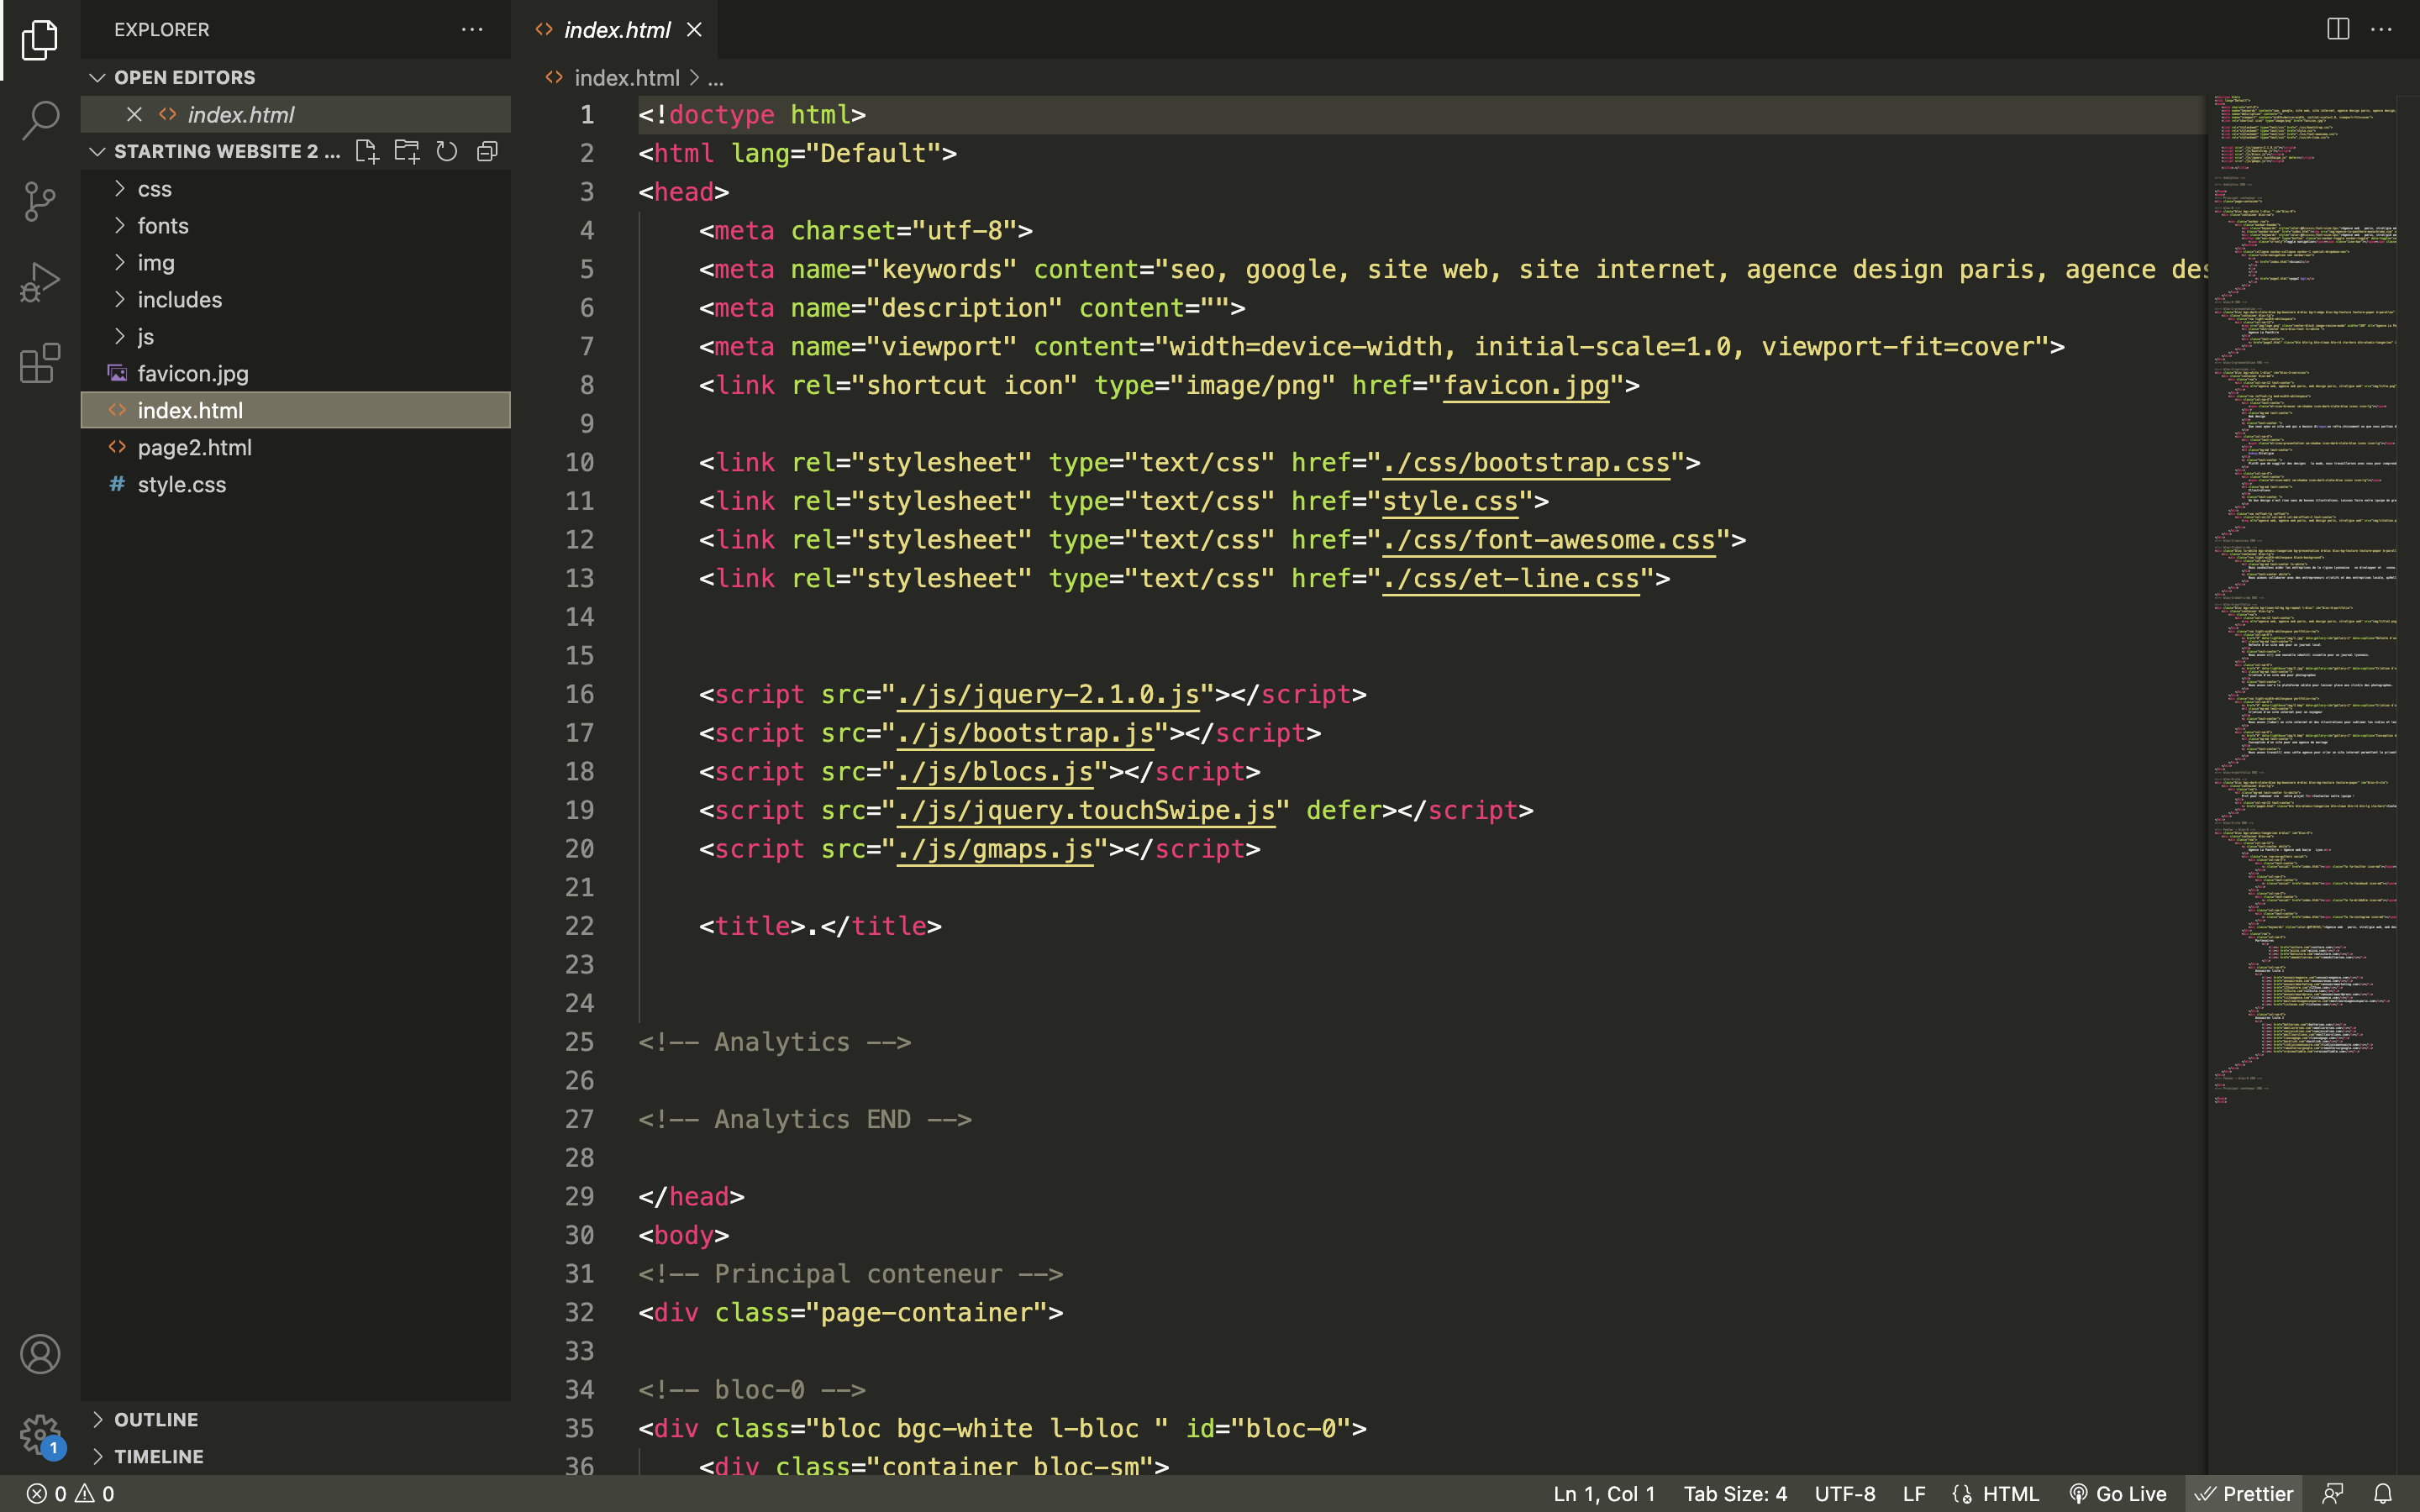 EXPLORER
OPEN EDITORS
index.html
STARTING WEBSITE 2 ...
css
fonts
img
includes
js
favicon.jpg
index.html
page2.html
style.css
OUTLINE
TIMELINE
index.html
index.html > ...
1 <!doctype html>
2 <html lang="Default">
3 <head>
4 <meta charset="utf-8">
5 <meta name="keywords" content="seo, google, site web, site internet, agence design paris, agence des
6 <meta name="description" content="">
7 <meta name="viewport" content="width=device-width, initial-scale=1.0, viewport-fit=cover">
8 <link rel="shortcut icon" type="image/png" href="favicon.jpg">
9
10 <link rel="stylesheet" type="text/css" href="./css/bootstrap.css">
11 <link rel="stylesheet" type="text/css" href="style.css">
12 <link rel="stylesheet" type="text/css" href="./css/font-awesome.css">
13 <link rel="stylesheet" type="text/css" href="./css/et-line.css">
14
15
16 <script src="./js/jquery-2.1.0.js"></script>
17 <script src="./js/bootstrap.js"></script>
18 <script src="./js/blocs.js"></script>
19 <script src="./js/jquery.touchSwipe.js" defer></script>
20 <script src="./js/gmaps.js"></script>
21
22 <title>.</title>
23
24
25 <!-- Analytics -->
26
27 <!-- Analytics END -->
28
29 </head>
30 <body>
31 <!-- Principal conteneur -->
32 <div class="page-container">
33
34 <!-- bloc-0 -->
35 <div class="bloc bgc-white l-bloc " id="bloc-0">
36 <div class="container bloc-sm">
1
0 0
Ln 1, Col 1 Tab Size: 4 UTF-8 LF HTML Go Live Prettier